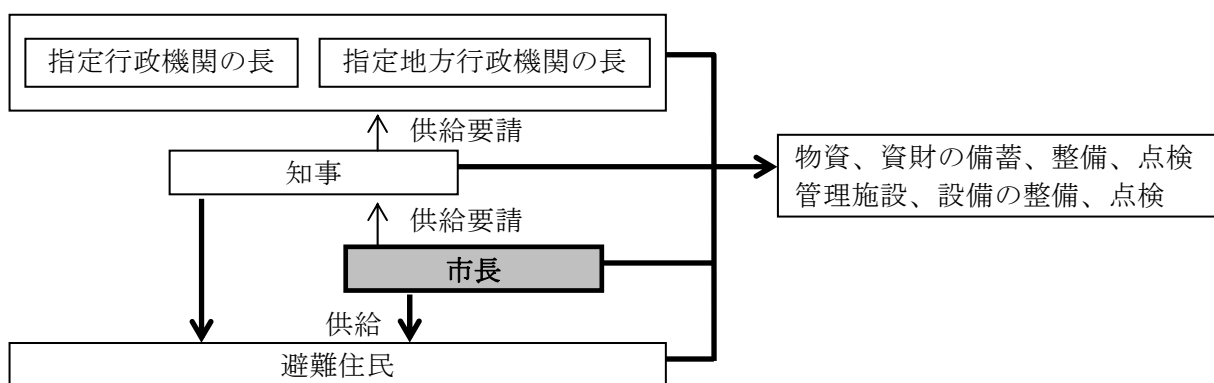 指定行政機関の長
指定地方行政機関の長
供給要請
知事
物資、資財の備蓄、整備、点検
管理施設、設備の整備、点検
供給要請
市長
供給
避難住民